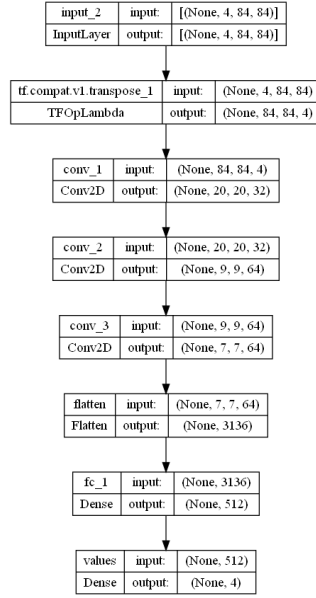 input_2 input: [(None, 4, 84, 84)]
InputLayer output: [(None, 4, 84, 84)]
tf.compat.v1.transpose_1 input: (None, 4, 84, 84)
TFOpLambda output: (None, 84, 84, 4)
conv_1 input: (None, 84, 84, 4)
Conv2D output: (None, 20, 20, 32)
conv_2 input: (None, 20, 20, 32)
Conv2D output: (None, 9, 9, 64)
conv_3 input: (None, 9, 9, 64)
Conv2D output: (None, 7, 7, 64)
flatten input: (None, 7, 7, 64)
Flatten output: (None, 3136)
fc_1 input: (None, 3136)
Dense output: (None, 512)
values input: (None, 512)
Dense output: (None, 4)